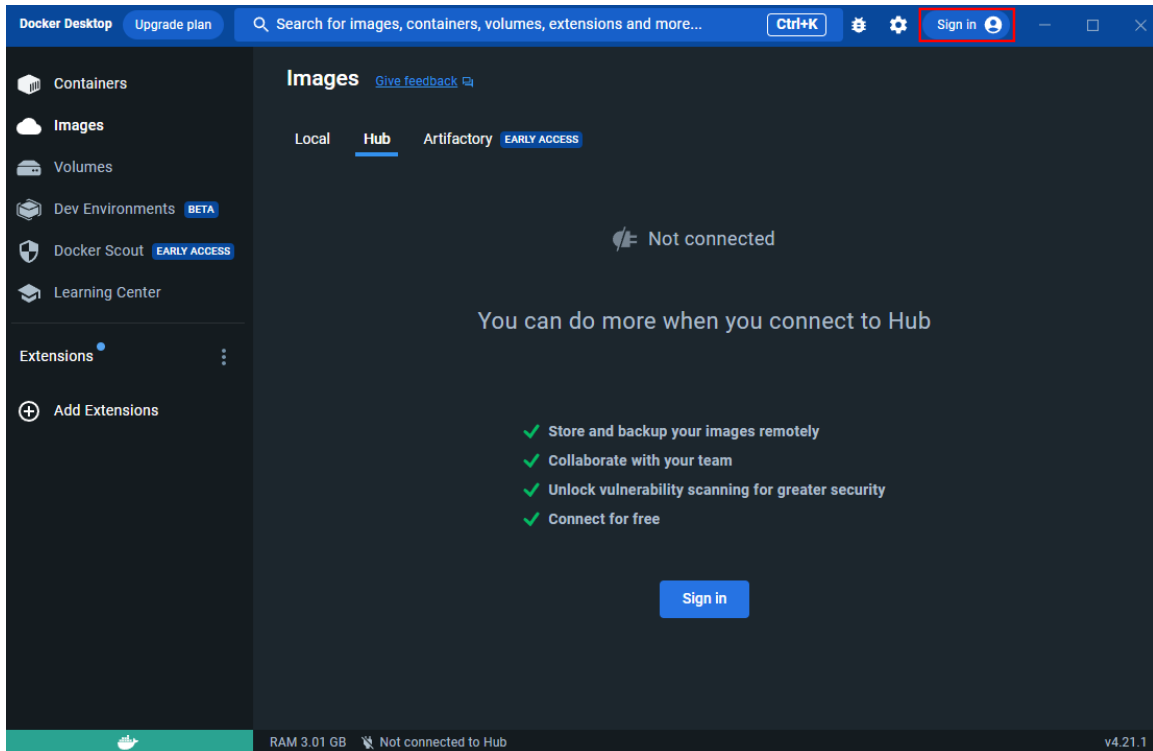 Docker Desktop Upgrade plan Search for images, containers, volumes, extensions and more... Ctrl+K Sign in
Containers
Images
Volumes
Dev Environments BETA
Docker Scout EARLY ACCESS
Learning Center
Extensions
Add Extensions
Images Give feedback
Local Hub Artifactory EARLY ACCESS
Not connected
You can do more when you connect to Hub
Store and backup your images remotely
Collaborate with your team
Unlock vulnerability scanning for greater security
Connect for free
Sign in
RAM 3.01 GB Not connected to Hub v4.21.1